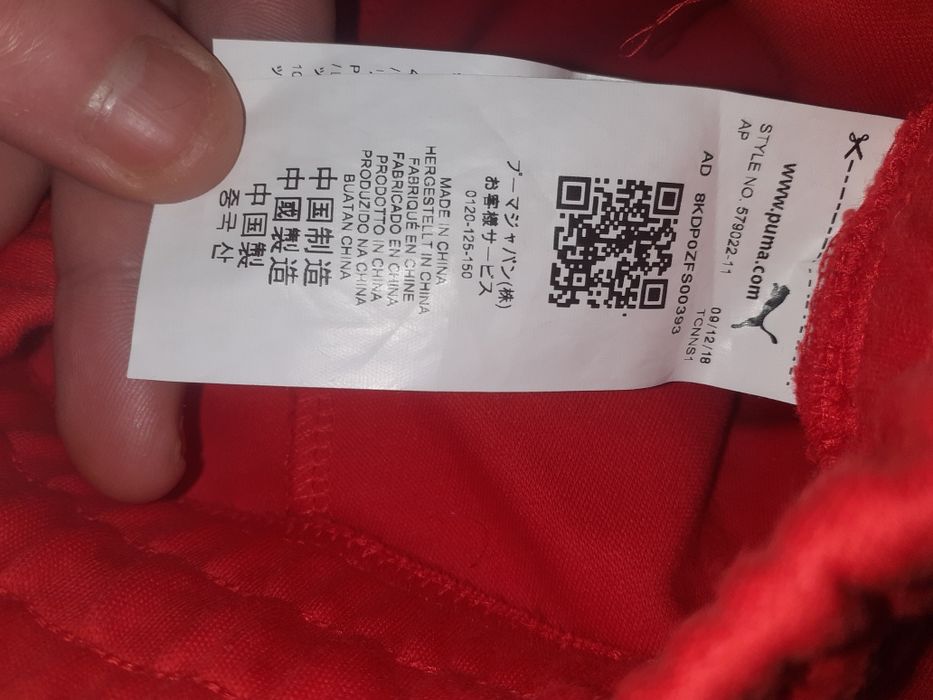 www.puma.com
STYLE NO. 579022-11
Ap
09/12/18
TCNNS1
AD 8KDP0ZFS00393
プーマジャパン(株)
お客様サービス
0120-125-150
MADE IN CHINA
HERGESTELLT IN CHINA
FABRIQUÉ EN CHINE
FABRICADO EN CHINA
PRODOTTO IN CHINA
PRODUZIDO NA CHINA
BUATAN CHINA
中国制造
中國製造
中国製
중국산